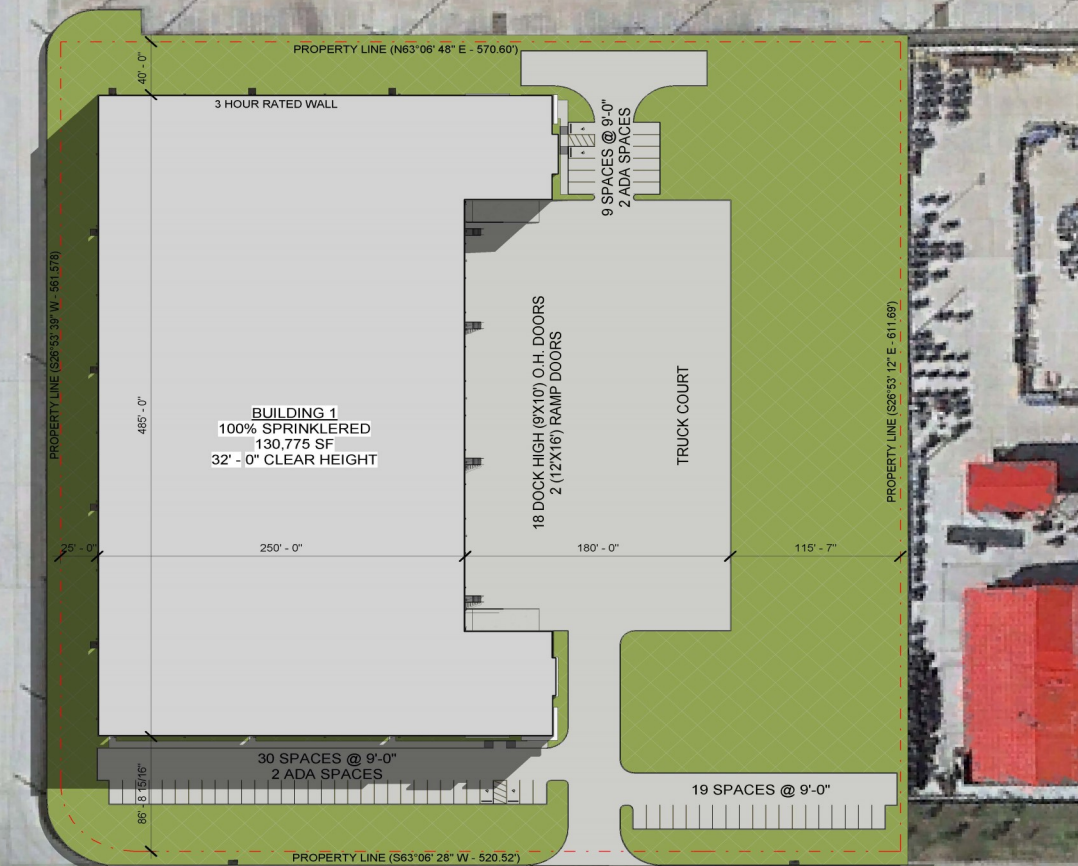 PROPERTY LINE (N63°06' 48" E - 570.60')
40' - 0"
3 HOUR RATED WALL
9 SPACES @ 9'-0"
2 ADA SPACES
PROPERTY LINE (S26°53' 39" W - 561.578)
485' - 0"
BUILDING 1
100% SPRINKLERED
130,775 SF
32' - 0" CLEAR HEIGHT
18 DOCK HIGH (9'X10') O.H. DOORS
2 (12'X16') RAMP DOORS
TRUCK COURT
PROPERTY LINE (S26°53' 12" E - 611.69')
25' - 0"
250' - 0"
180' - 0"
115' - 7"
30 SPACES @ 9'-0"
2 ADA SPACES
86' - 8 15/16"
19 SPACES @ 9'-0"
PROPERTY LINE (S63°06' 28" W - 520.52')